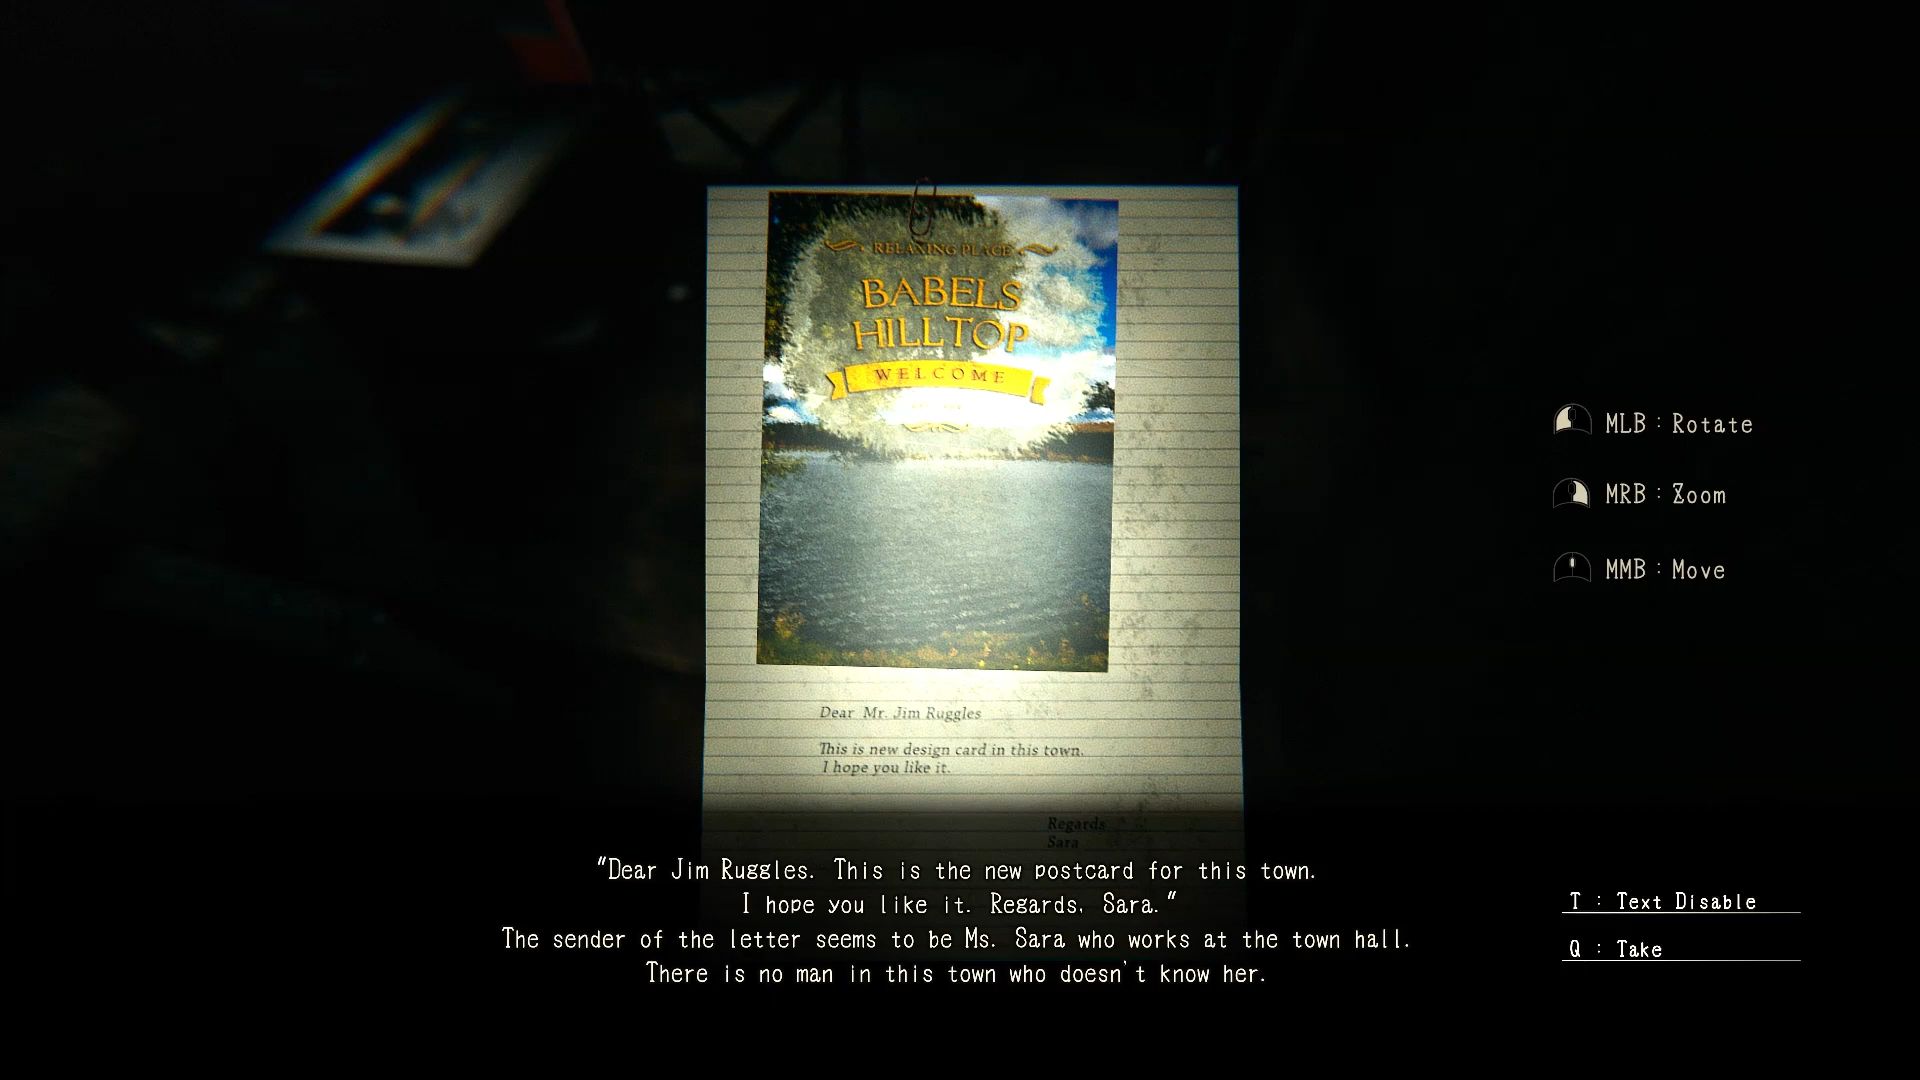 RELAXING PLACE
BABELS
HILLTOP
WELCOME
Dear Mr. Jim Ruggles
This is new design card in this town.
I hope you like it.
Regards
Sara
"Dear Jim Ruggles. This is the new postcard for this town.
I hope you like it. Regards, Sara."
The sender of the letter seems to be Ms. Sara who works at the town hall.
There is no man in this town who doesn't know her.
MLB : Rotate
MRB : Zoom
MMB : Move
T : Text Disable
Q : Take